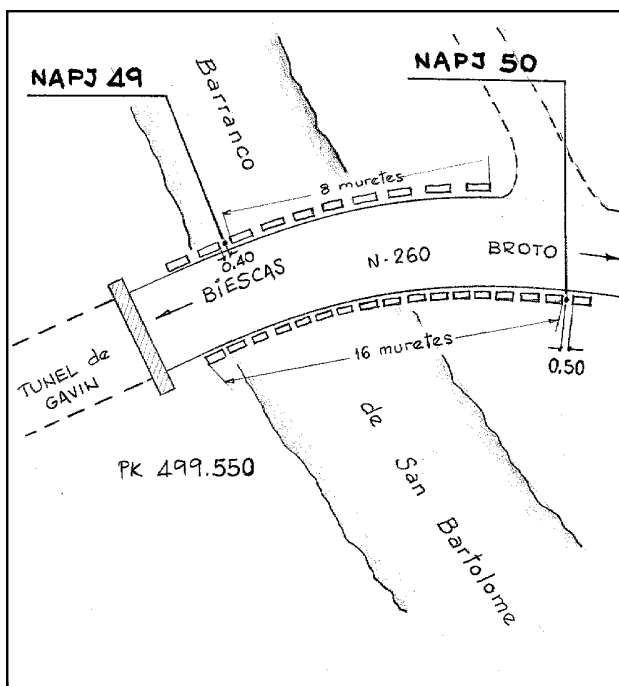 NAPJ 49
NAPJ 50
Barranco
8 muretes
0.40
BIESCAS
N-260
BROTO
TUNEL de
GAVIN
16 muretes
0,50
PK 499.550
de San Bartolome